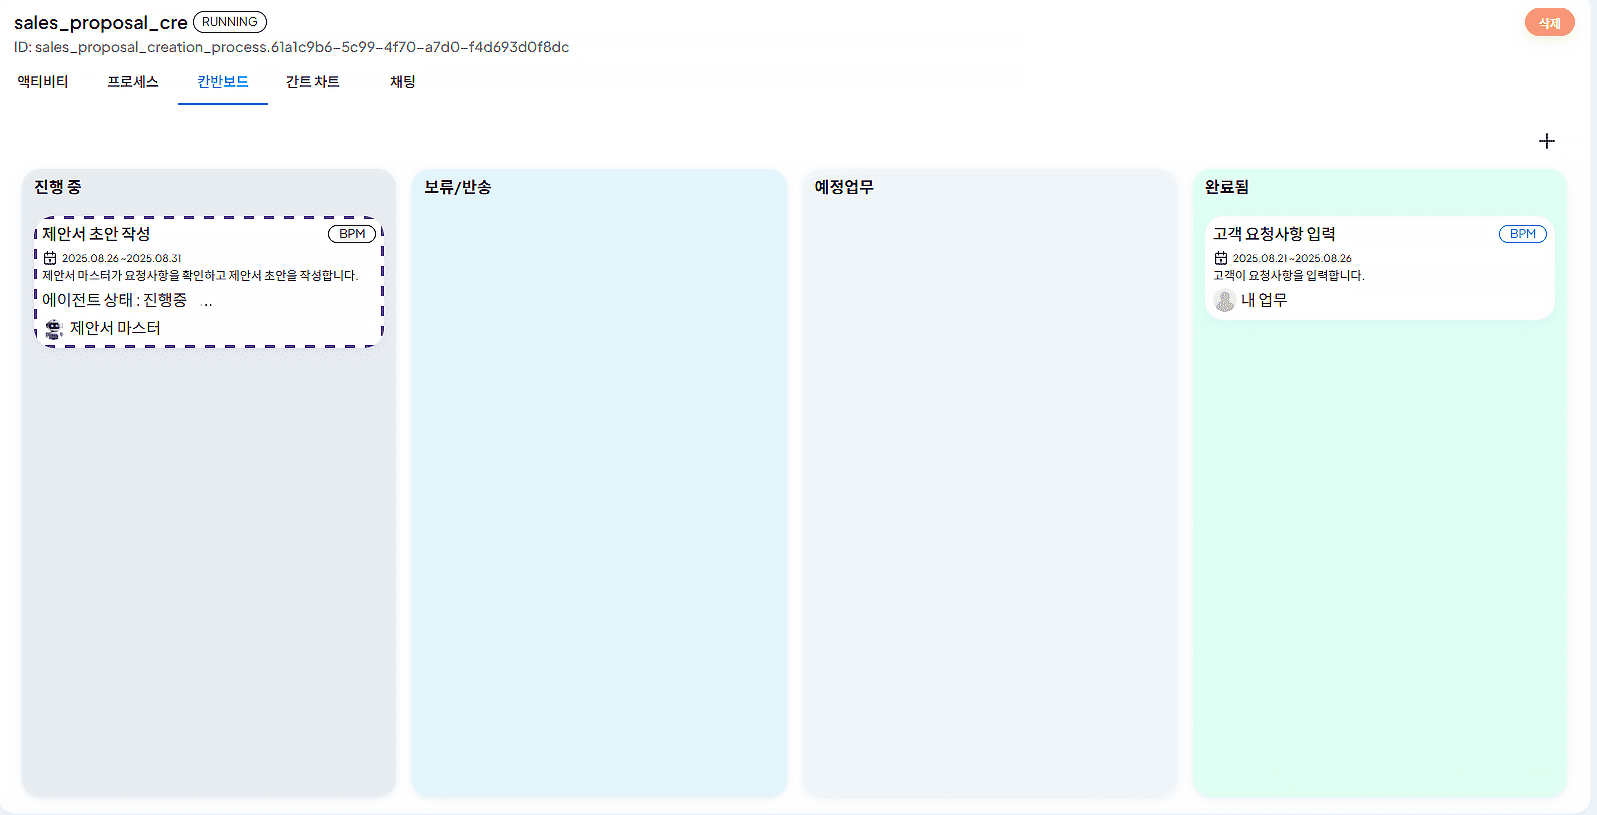 sales_proposal_cre RUNNING
삭제
ID: sales_proposal_creation_process.61a1c9b6-5c99-4f70-a7d0-f4d693d0f8dc
액티비티 프로세스 칸반보드 간트 차트 채팅
+
진행 중
제안서 초안 작성 BPM
2025.08.26~2025.08.31
제안서 마스터가 요청사항을 확인하고 제안서 초안을 작성합니다.
에이전트 상태 : 진행중 ...
제안서 마스터
보류/반송
예정업무
완료됨
고객 요청사항 입력 BPM
2025.08.21~2025.08.26
고객이 요청사항을 입력합니다.
내 업무